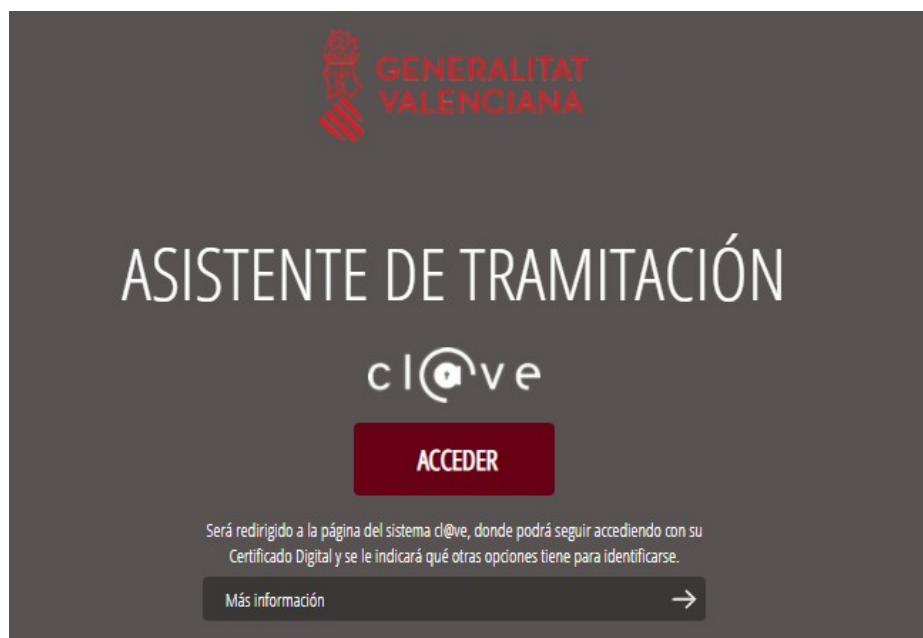 GENERALITAT
VALENCIANA
ASISTENTE DE TRAMITACIÓN
cl@ve
ACCEDER
Será redirigido a la página del sistema cl@ve, donde podrá seguir accediendo con su
Certificado Digital y se le indicará qué otras opciones tiene para identificarse.
Más información